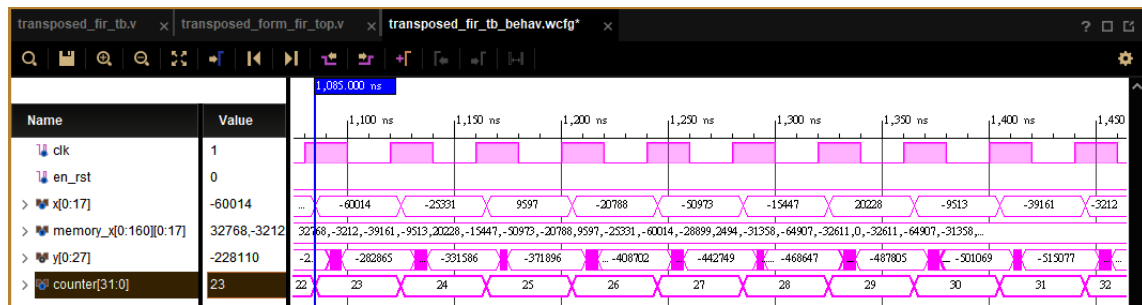 transposed_fir_tb.v × transposed_form_fir_top.v × transposed_fir_tb_behav.wcfg* × ?
1,085.000 ns
Name Value 1,100 ns 1,150 ns 1,200 ns 1,250 ns 1,300 ns 1,350 ns 1,400 ns 1,450
clk 1
en_rst 0
> x[0:17] -60014 ... -60014 -25331 9597 -20788 -50973 -15447 20228 -9513 -39161 -3212
> memory_x[0:160][0:17] 32768,-3212 32768,-3212,-39161,-9513,20228,-15447,-50973,-20788,9597,-25331,-60014,-28899,2494,-31358,-64907,-32611,0,-32611,-64907,-31358,...
> y[0:27] -228110 -2... -282865 ... -331586 -371896 ... -408702 -442749 -468647 -487805 ... -501069 -515077 ...
> counter[31:0] 23 22 23 24 25 26 27 28 29 30 31 32